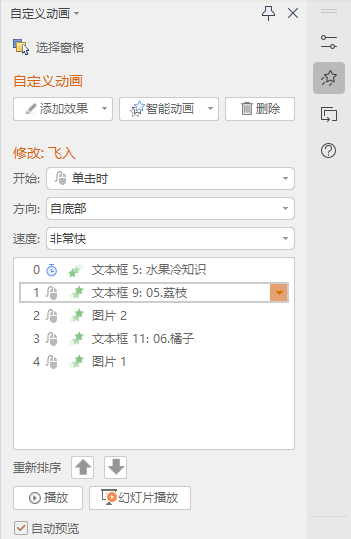 自定义动画
选择窗格
自定义动画
添加效果 智能动画 删除
修改: 飞入
开始: 单击时
方向: 自底部
速度: 非常快
0 文本框 5: 水果冷知识
1 文本框 9: 05.荔枝
2 图片 2
3 文本框 11: 06.橘子
4 图片 1
重新排序
播放 幻灯片播放
自动预览